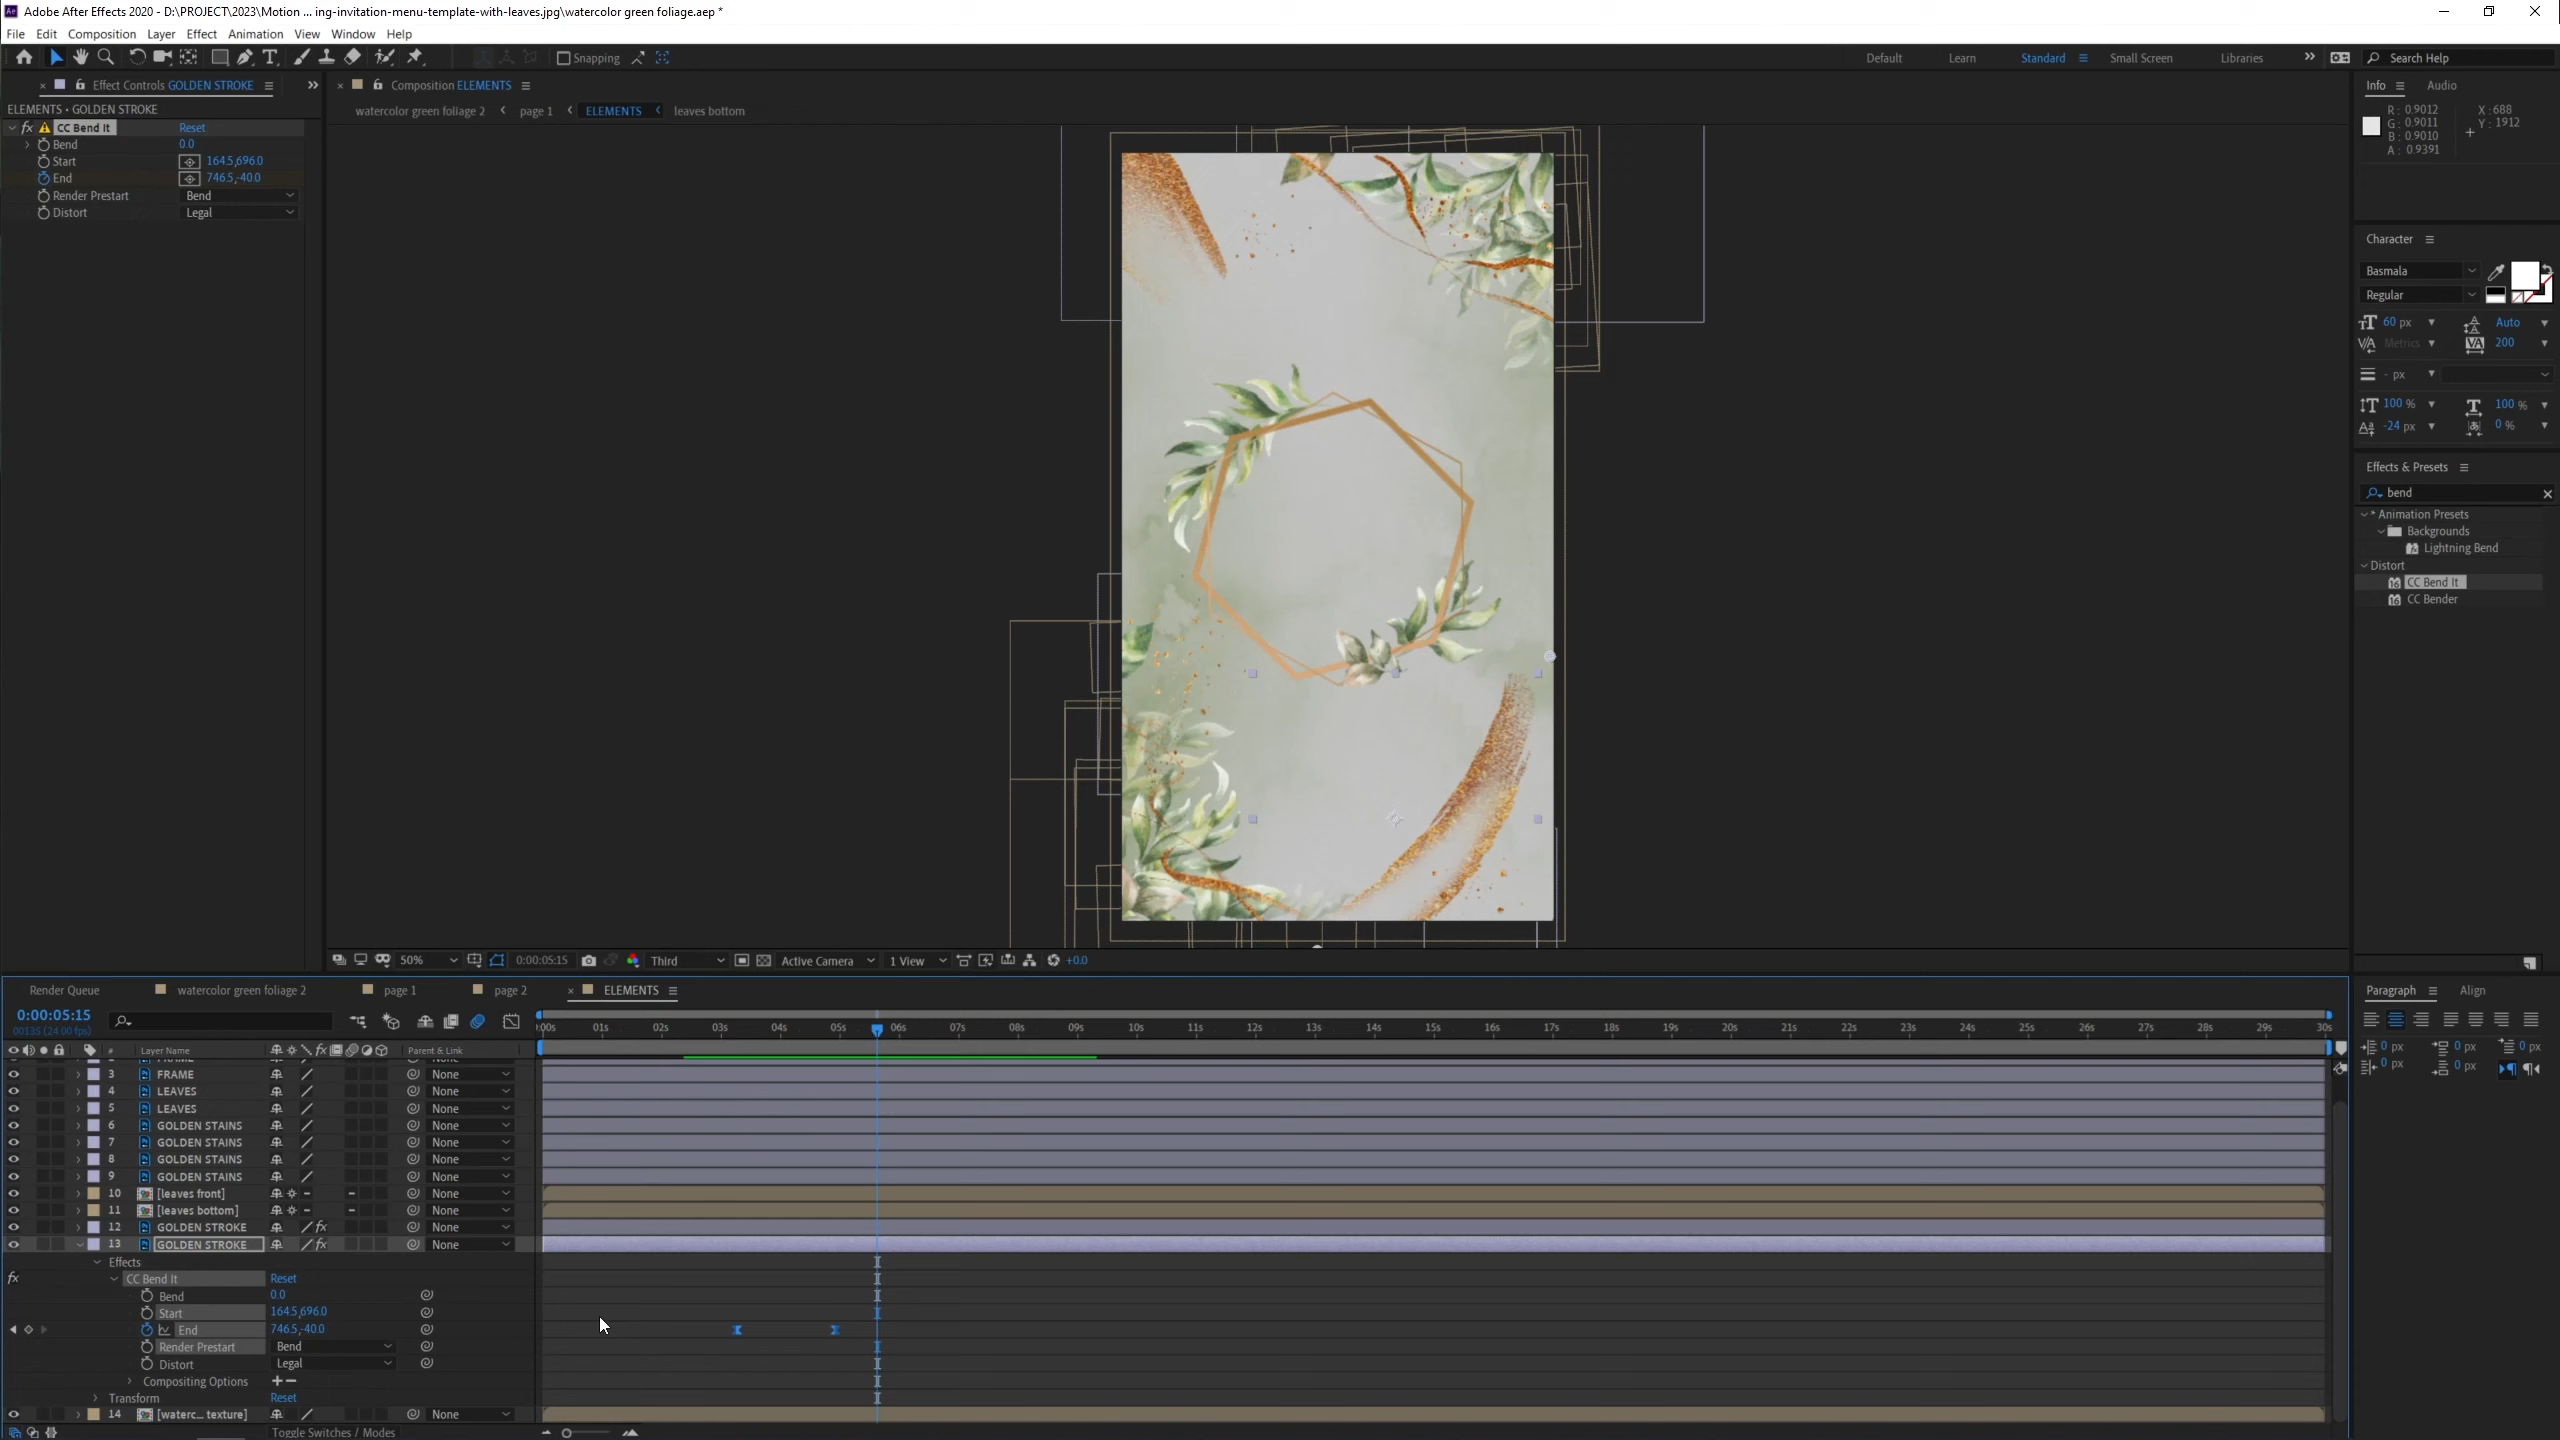 Adobe After Effects 2020 - D:\PROJECT\2023\Motion ... ing-invitation-menu-template-with-leaves.jpg\watercolor green foliage.aep *
File Edit Composition Layer Effect Animation View Window Help
Snapping
Default Learn Standard Small Screen Libraries Search Help
Effect Controls GOLDEN STROKE
ELEMENTS • GOLDEN STROKE
fx CC Bend It Reset
Bend 0.0
Start 164.5,696.0
End 746.5,-40.0
Render Prestart Bend
Distort Legal
Composition ELEMENTS
watercolor green foliage 2 page 1 ELEMENTS leaves bottom
50% 0:00:05:15 Third Active Camera 1 View +0.0
Info Audio
R: 0.9012 X: 688
G: 0.9011 Y: 1912
B: 0.9010
A: 0.9391
Character
Basmala
Regular
60 px Auto
Metrics 200
- px
100 % 100 %
-24 px 0 %
Effects & Presets
bend
* Animation Presets
Backgrounds
Lightning Bend
Distort
CC Bend It
CC Bender
Paragraph Align
0 px 0 px 0 px
0 px 0 px
Render Queue watercolor green foliage 2 page 1 page 2 ELEMENTS
0:00:05:15
00135 (24.00 fps)
:00s 01s 02s 03s 04s 05s 06s 07s 08s 09s 10s 11s 12s 13s 14s 15s 16s 17s 18s 19s 20s 21s 22s 23s 24s 25s 26s 27s 28s 29s 30s
# Layer Name Parent & Link
FRAME None
3 FRAME None
4 LEAVES None
5 LEAVES None
6 GOLDEN STAINS None
7 GOLDEN STAINS None
8 GOLDEN STAINS None
9 GOLDEN STAINS None
10 [leaves front] None
11 [leaves bottom] None
12 GOLDEN STROKE fx None
13 GOLDEN STROKE fx None
Effects
fx CC Bend It Reset
Bend 0.0
Start 164.5,696.0
End 746.5,-40.0
Render Prestart Bend
Distort Legal
Compositing Options + −
Transform Reset
14 [waterc... texture] None
Toggle Switches / Modes